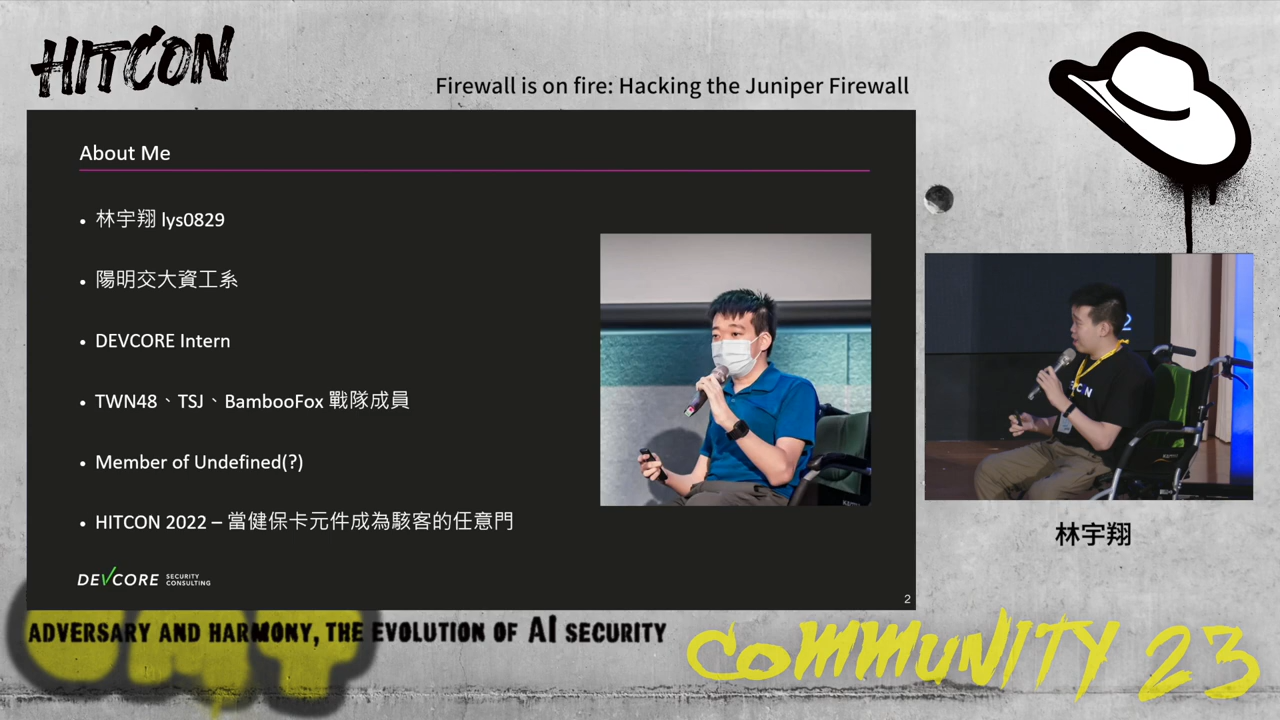 HITCON
Firewall is on fire: Hacking the Juniper Firewall
About Me
• 林宇翔 lys0829
• 陽明交大資工系
• DEVCORE Intern
• TWN48、TSJ、BambooFox 戰隊成員
• Member of Undefined(?)
• HITCON 2022 – 當健保卡元件成為駭客的任意門
DEVCORE SECURITY CONSULTING
2
2
林宇翔
ADVERSARY AND HARMONY, THE EVOLUTION OF AI SECURITY
COMMUNITY 23